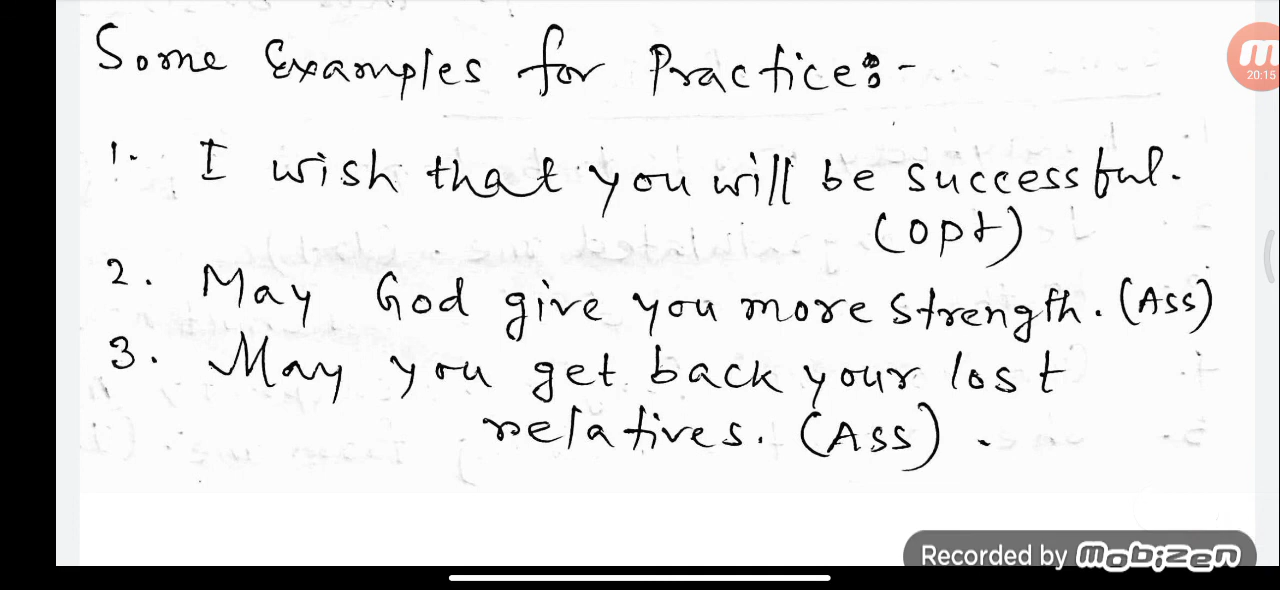 Some Examples for Practice:-
20:15
1. I wish that you will be successful.
(opt)
2. May God give you more strength. (Ass)
3. May you get back your lost
relatives. (Ass).
Recorded by mobizen